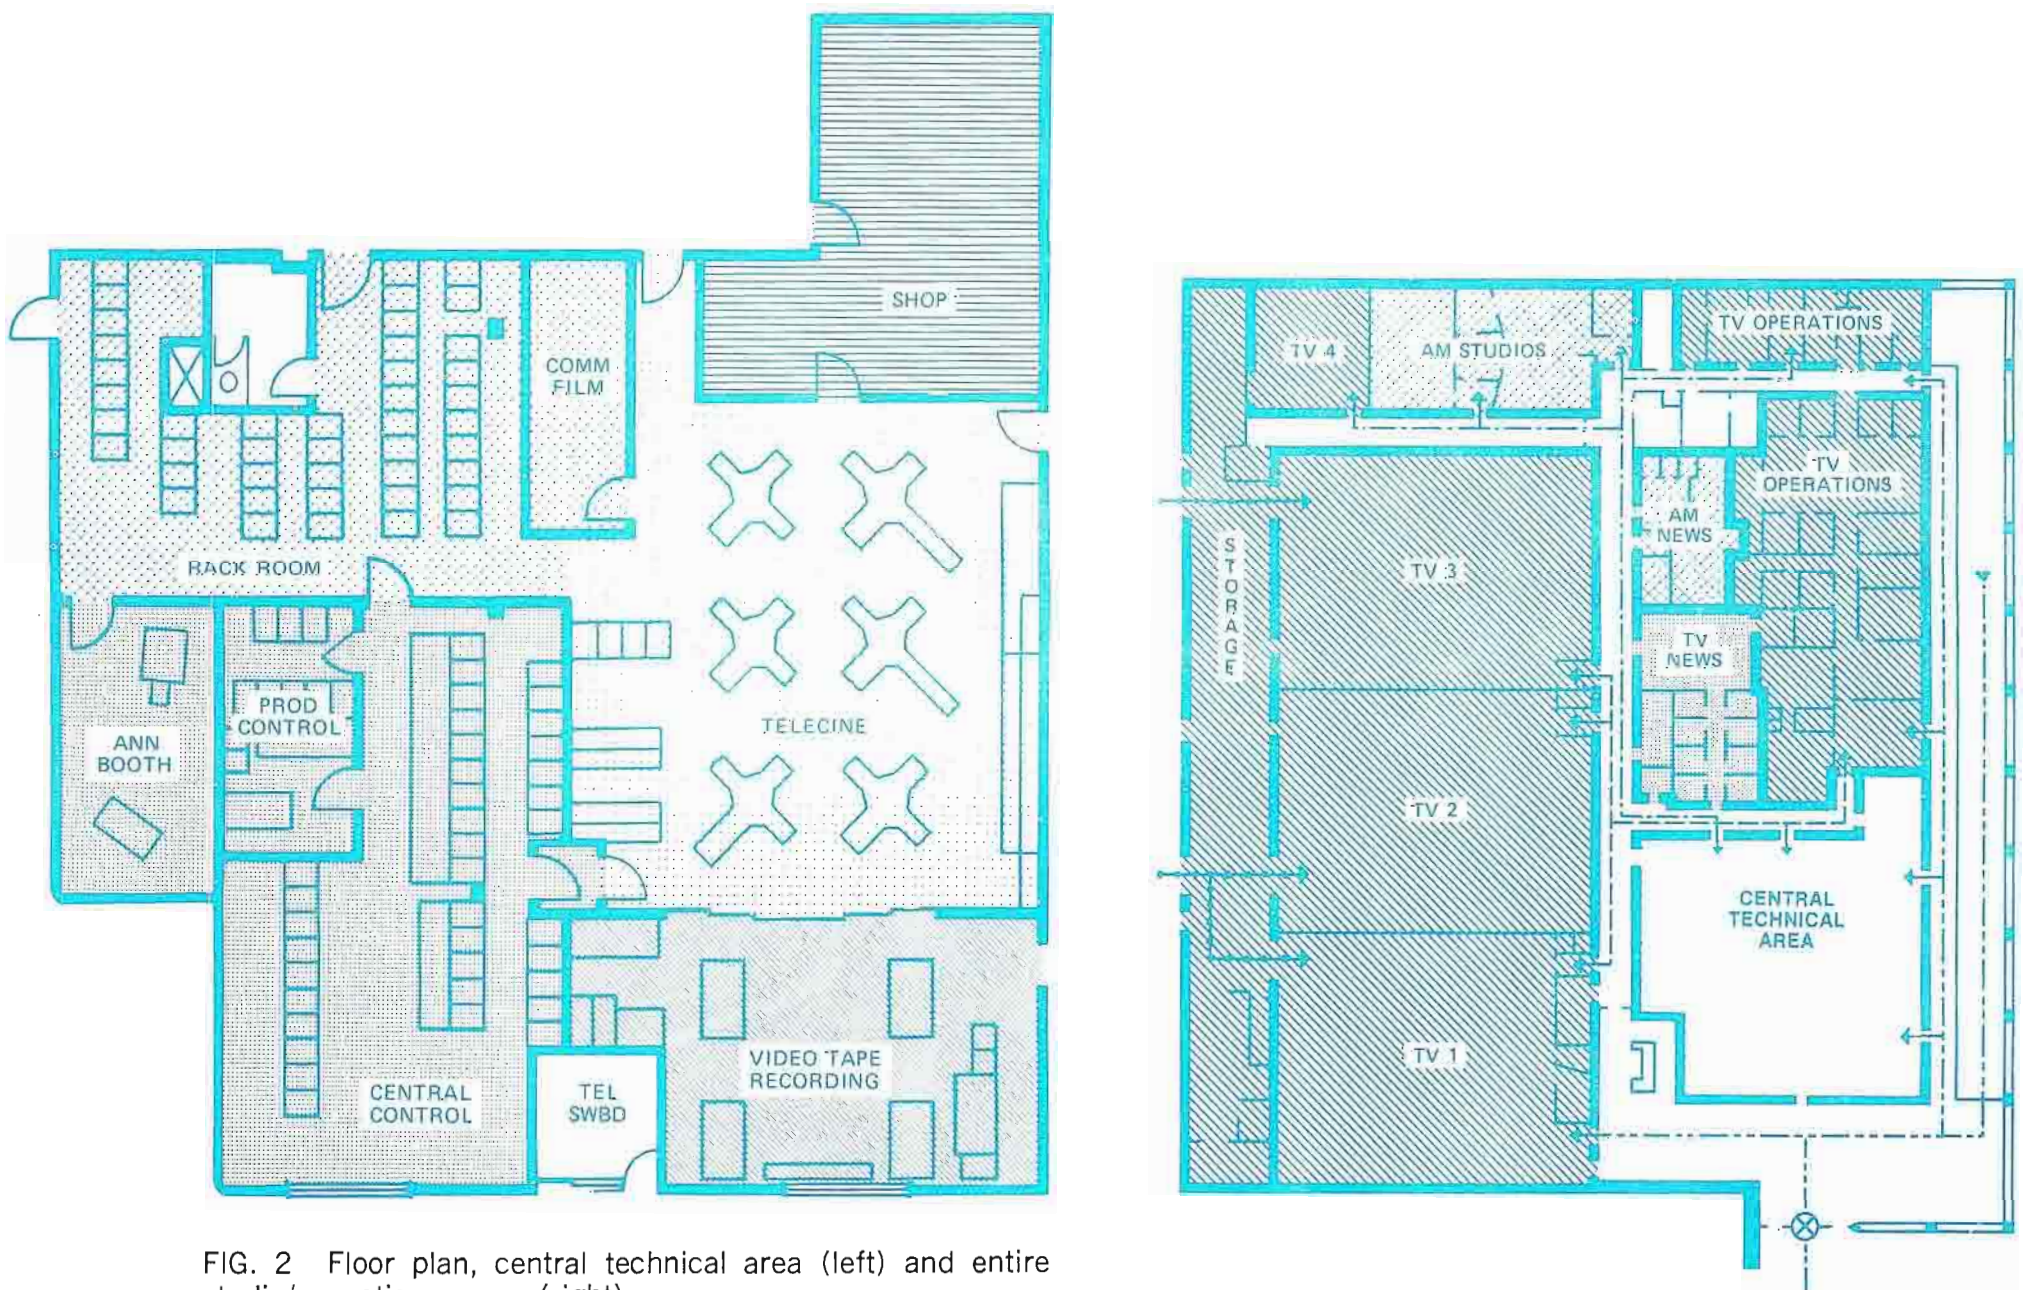 SHOP
COMM
FILM
RACK ROOM
PROD
CONTROL
ANN
BOOTH
TELECINE
VIDEO TAPE
RECORDING
CENTRAL
CONTROL
TEL
SWBD
FIG. 2 Floor plan, central technical area (left) and entire
TV 4
AM STUDIOS
TV OPERATIONS
TV
OPERATIONS
AM
NEWS
STORAGE
TV 3
TV
NEWS
TV 2
CENTRAL
TECHNICAL
AREA
TV 1